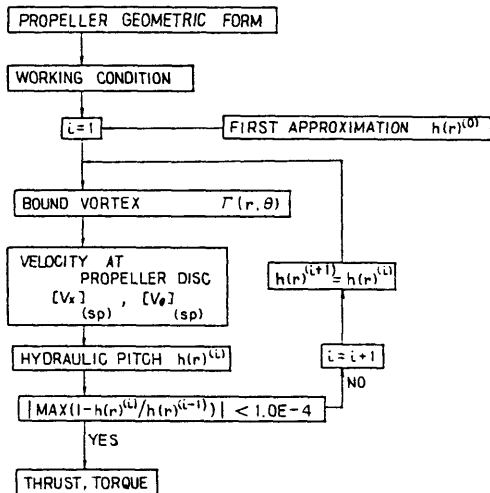 PROPELLER GEOMETRIC FORM
WORKING CONDITION
i=1
FIRST APPROXIMATION h(r)^(0)
BOUND VORTEX Γ(r,θ)
VELOCITY AT
PROPELLER DISC
[Vx](sp) , [Vθ](sp)
h(r)^(i+1)=h(r)^(i)
HYDRAULIC PITCH h(r)^(i)
i=i+1
NO
|MAX(1-h(r)^(i)/h(r)^(i-1))| < 1.0E-4
YES
THRUST, TORQUE